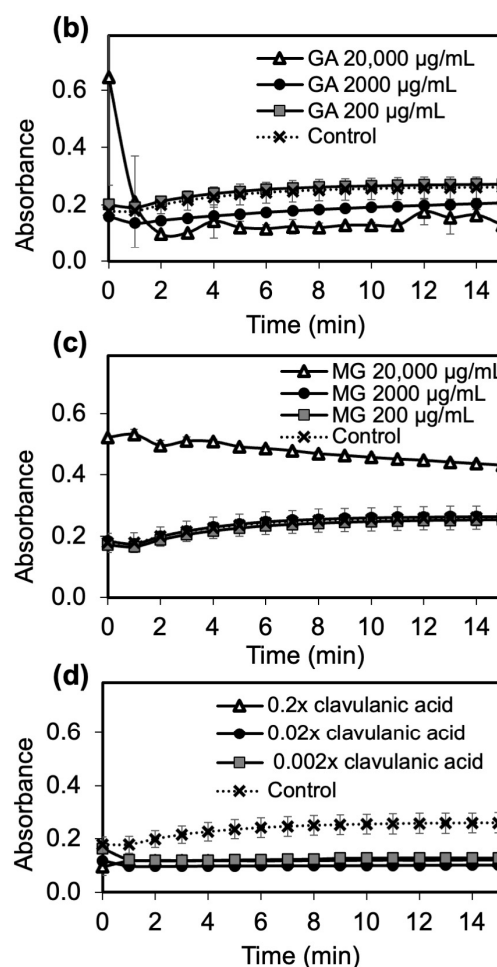 (b)
GA 20,000 µg/mL
GA 2000 µg/mL
GA 200 µg/mL
Control
Absorbance
0.6
0.4
0.2
0.0
0 2 4 6 8 10 12 14
Time (min)
(c)
MG 20,000 µg/mL
MG 2000 µg/mL
MG 200 µg/mL
Control
Absorbance
0.6
0.4
0.2
0.0
0 2 4 6 8 10 12 14
Time (min)
(d)
0.2x clavulanic acid
0.02x clavulanic acid
0.002x clavulanic acid
Control
Absorbance
0.6
0.4
0.2
0.0
0 2 4 6 8 10 12 14
Time (min)